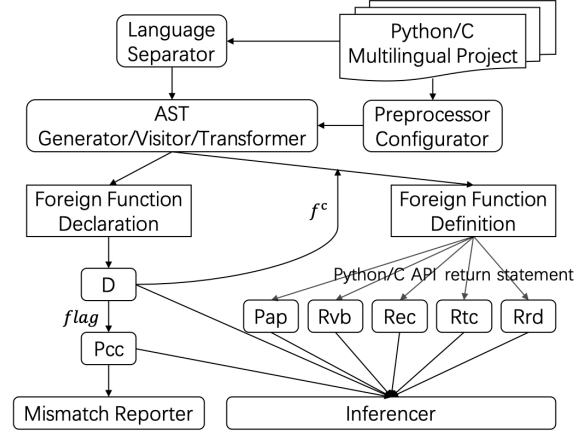 Language
Separator
Python/C
Multilingual Project
AST
Generator/Visitor/Transformer
Preprocessor
Configurator
Foreign Function
Declaration
Foreign Function
Definition
f^c
Python/C API return statement
D
flag
Pap
Rvb
Rec
Rtc
Rrd
Pcc
Mismatch Reporter
Inferencer